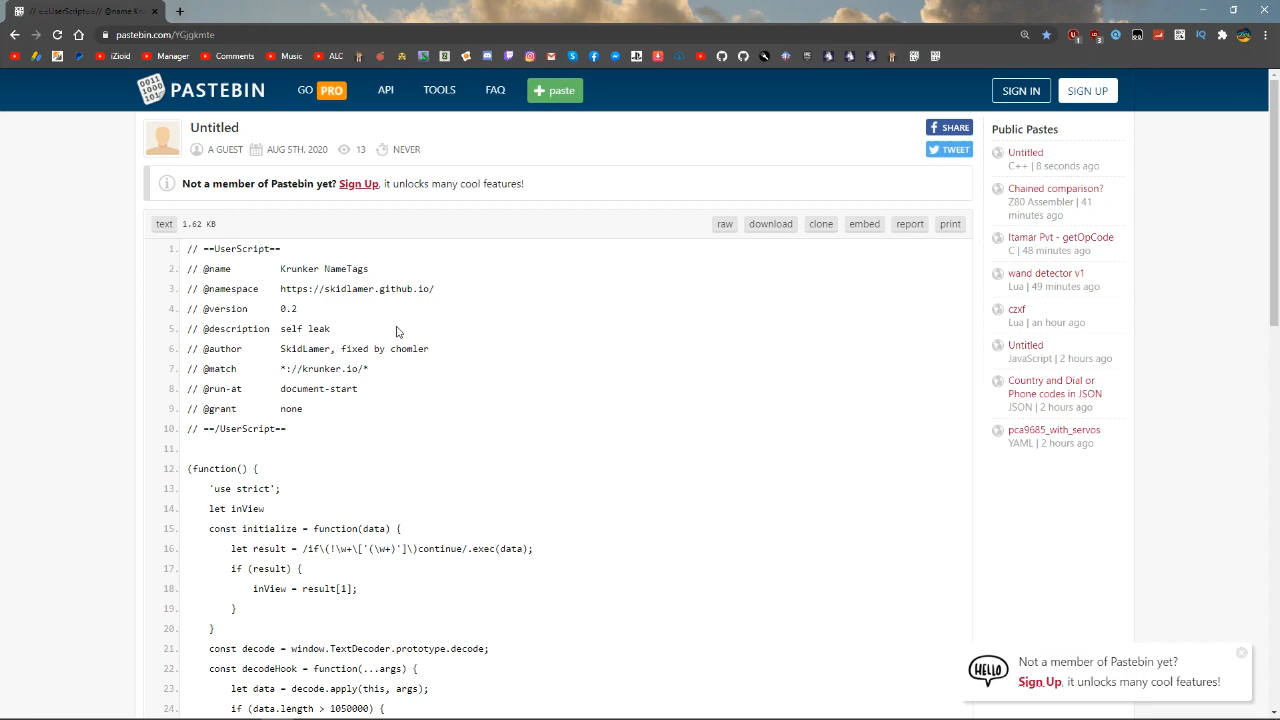 // ==UserScript== // @name Kr
pastebin.com/YGjgkmte
iZioid
Manager
Comments
Music
ALC
PASTEBIN
GO PRO
API
TOOLS
FAQ
+ paste
SIGN IN
SIGN UP
Untitled
A GUEST
AUG 5TH, 2020
13
NEVER
SHARE
TWEET
Not a member of Pastebin yet? Sign Up, it unlocks many cool features!
text
1.62 KB
raw
download
clone
embed
report
print
1. // ==UserScript==
2. // @name Krunker NameTags
3. // @namespace https://skidlamer.github.io/
4. // @version 0.2
5. // @description self leak
6. // @author SkidLamer, fixed by chomler
7. // @match *://krunker.io/*
8. // @run-at document-start
9. // @grant none
10. // ==/UserScript==
11.
12. (function() {
13. 'use strict';
14. let inView
15. const initialize = function(data) {
16. let result = /if\(!\w+\['(\w+)']\)continue/.exec(data);
17. if (result) {
18. inView = result[1];
19. }
20. }
21. const decode = window.TextDecoder.prototype.decode;
22. const decodeHook = function(...args) {
23. let data = decode.apply(this, args);
24. if (data.length > 1050000) {
Public Pastes
Untitled
C++ | 8 seconds ago
Chained comparison?
Z80 Assembler | 41
minutes ago
Itamar Pvt - getOpCode
C | 48 minutes ago
wand detector v1
Lua | 49 minutes ago
czxf
Lua | an hour ago
Untitled
JavaScript | 2 hours ago
Country and Dial or
Phone codes in JSON
JSON | 2 hours ago
pca9685_with_servos
YAML | 2 hours ago
HELLO
Not a member of Pastebin yet?
Sign Up, it unlocks many cool features!